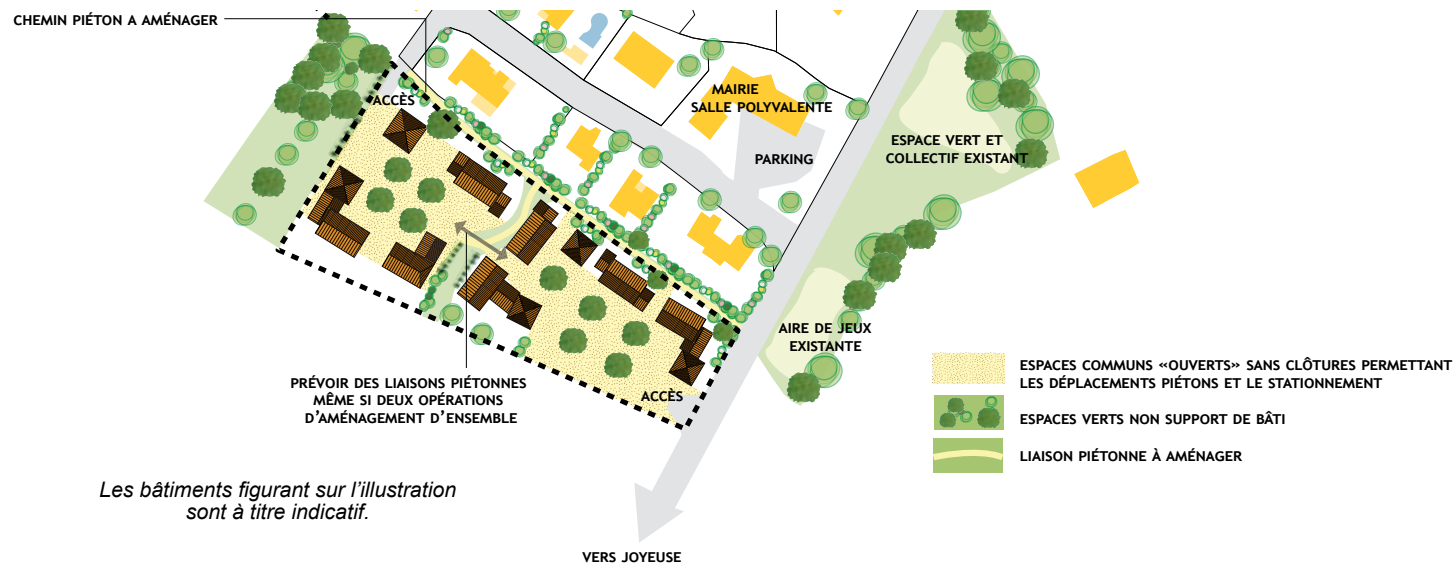 CHEMIN PIÉTON A AMÉNAGER
ACCÈS
MAIRIE
SALLE POLYVALENTE
PARKING
ESPACE VERT ET
COLLECTIF EXISTANT
AIRE DE JEUX
EXISTANTE
PRÉVOIR DES LIAISONS PIÉTONNES
MÊME SI DEUX OPÉRATIONS
D'AMÉNAGEMENT D'ENSEMBLE
ACCÈS
ESPACES COMMUNS «OUVERTS» SANS CLÔTURES PERMETTANT
LES DÉPLACEMENTS PIÉTONS ET LE STATIONNEMENT
ESPACES VERTS NON SUPPORT DE BÂTI
LIAISON PIÉTONNE À AMÉNAGER
Les bâtiments figurant sur l'illustration
sont à titre indicatif.
VERS JOYEUSE